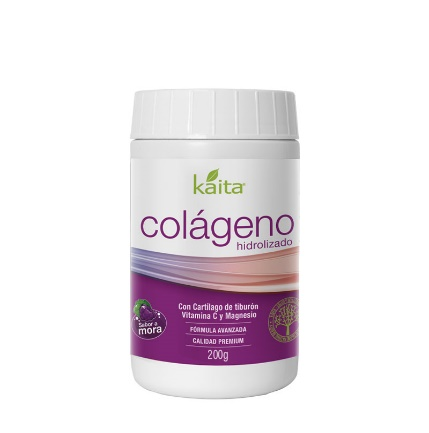 kaita®
colágeno
hidrolizado
Con Cartílago de tiburón
Vitamina C y Magnesio
FÓRMULA AVANZADA
CALIDAD PREMIUM
200g
Sabor a
mora